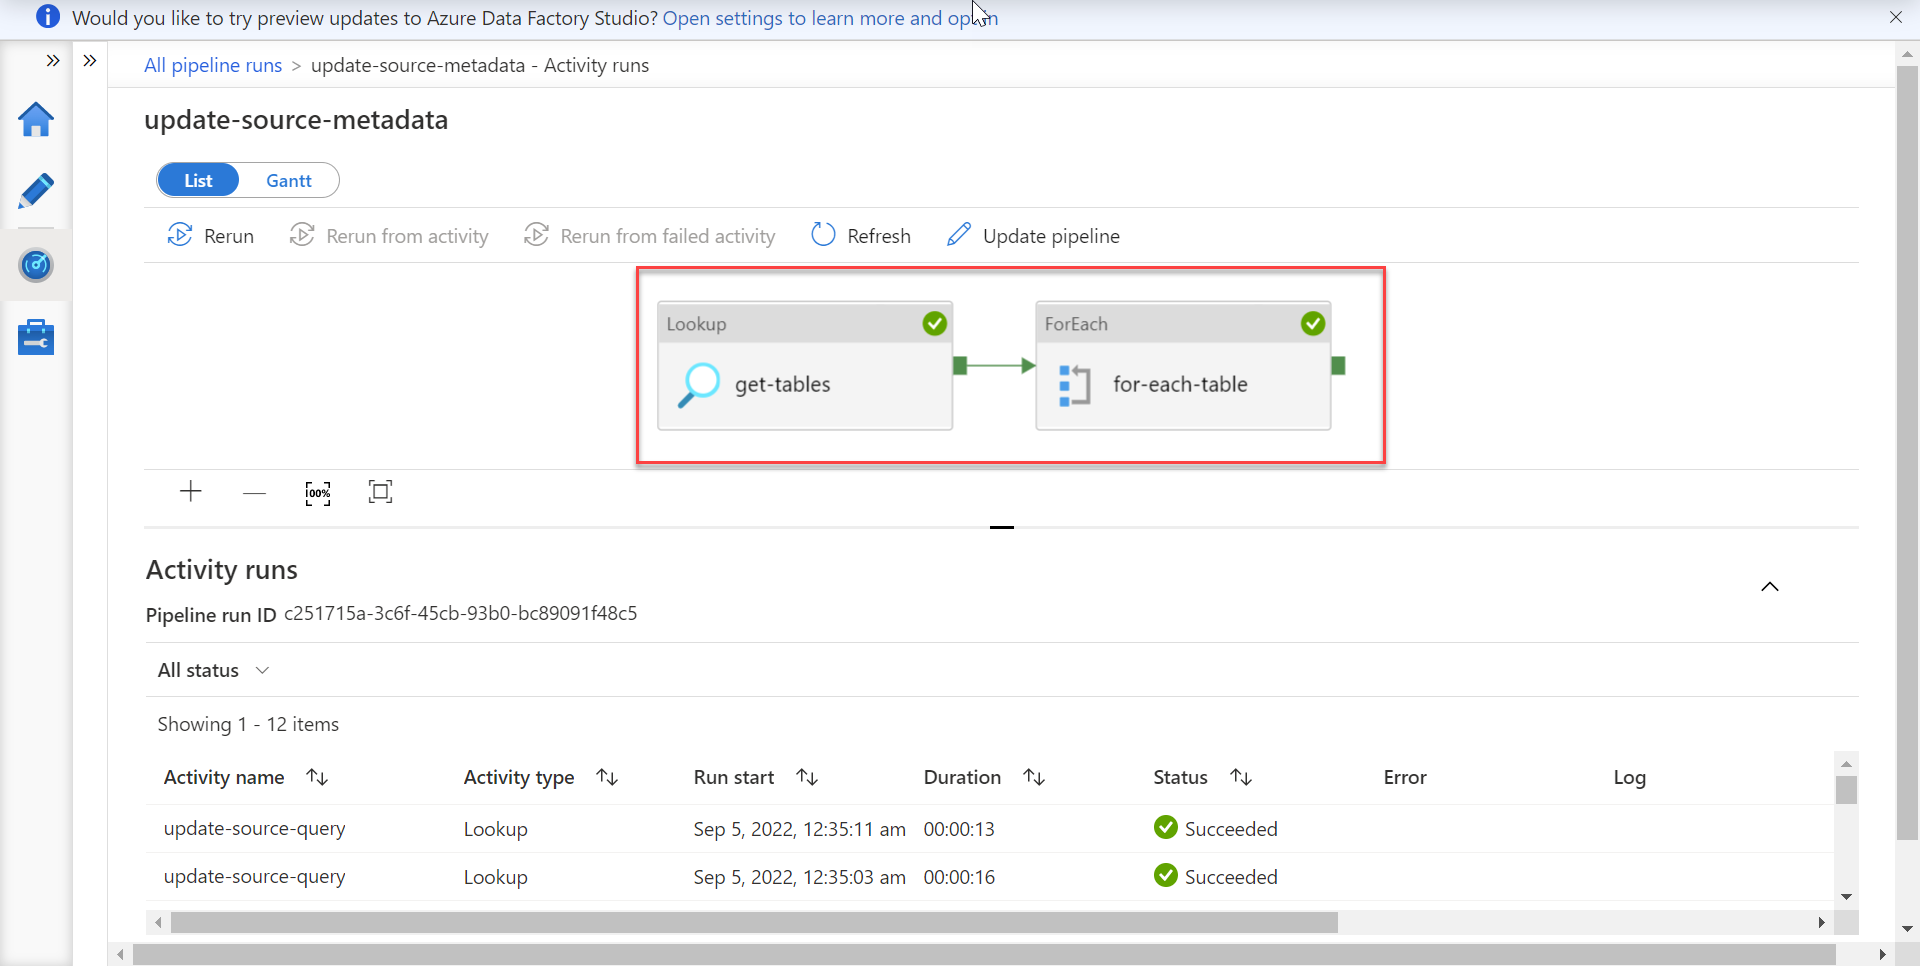 Would you like to try preview updates to Azure Data Factory Studio? Open settings to learn more and opt in
All pipeline runs > update-source-metadata - Activity runs
update-source-metadata
List Gantt
Rerun Rerun from activity Rerun from failed activity Refresh Update pipeline
Lookup ForEach
get-tables for-each-table
100%
Activity runs
Pipeline run ID c251715a-3c6f-45cb-93b0-bc89091f48c5
All status
Showing 1 - 12 items
Activity name Activity type Run start Duration Status Error Log
update-source-query Lookup Sep 5, 2022, 12:35:11 am 00:00:13 Succeeded
update-source-query Lookup Sep 5, 2022, 12:35:03 am 00:00:16 Succeeded